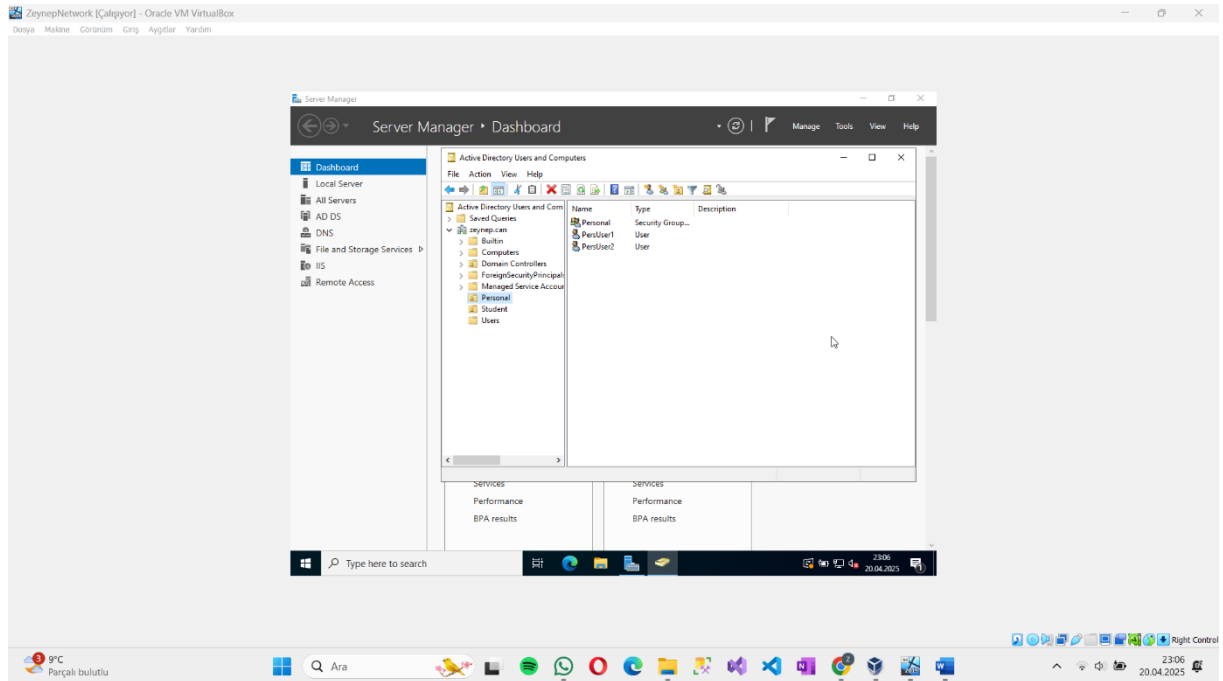 ZeynepNetwork [Çalışıyor] - Oracle VM VirtualBox
Dosya Makine Görünüm Giriş Aygıtlar Yardım
Server Manager
Server Manager • Dashboard
Manage Tools View Help
Dashboard
Local Server
All Servers
AD DS
DNS
File and Storage Services
IIS
Remote Access
Active Directory Users and Computers
File Action View Help
Active Directory Users and Com
Saved Queries
zeynep.can
Builtin
Computers
Domain Controllers
ForeignSecurityPrincipals
Managed Service Accour
Personal
Student
Users
Name Type Description
Personal Security Group...
PersUser1 User
PersUser2 User
Services Services
Performance Performance
BPA results BPA results
Type here to search
23:06
20.04.2025
1
Right Control
3
9°C
Parçalı bulutlu
Ara
23:06
20.04.2025